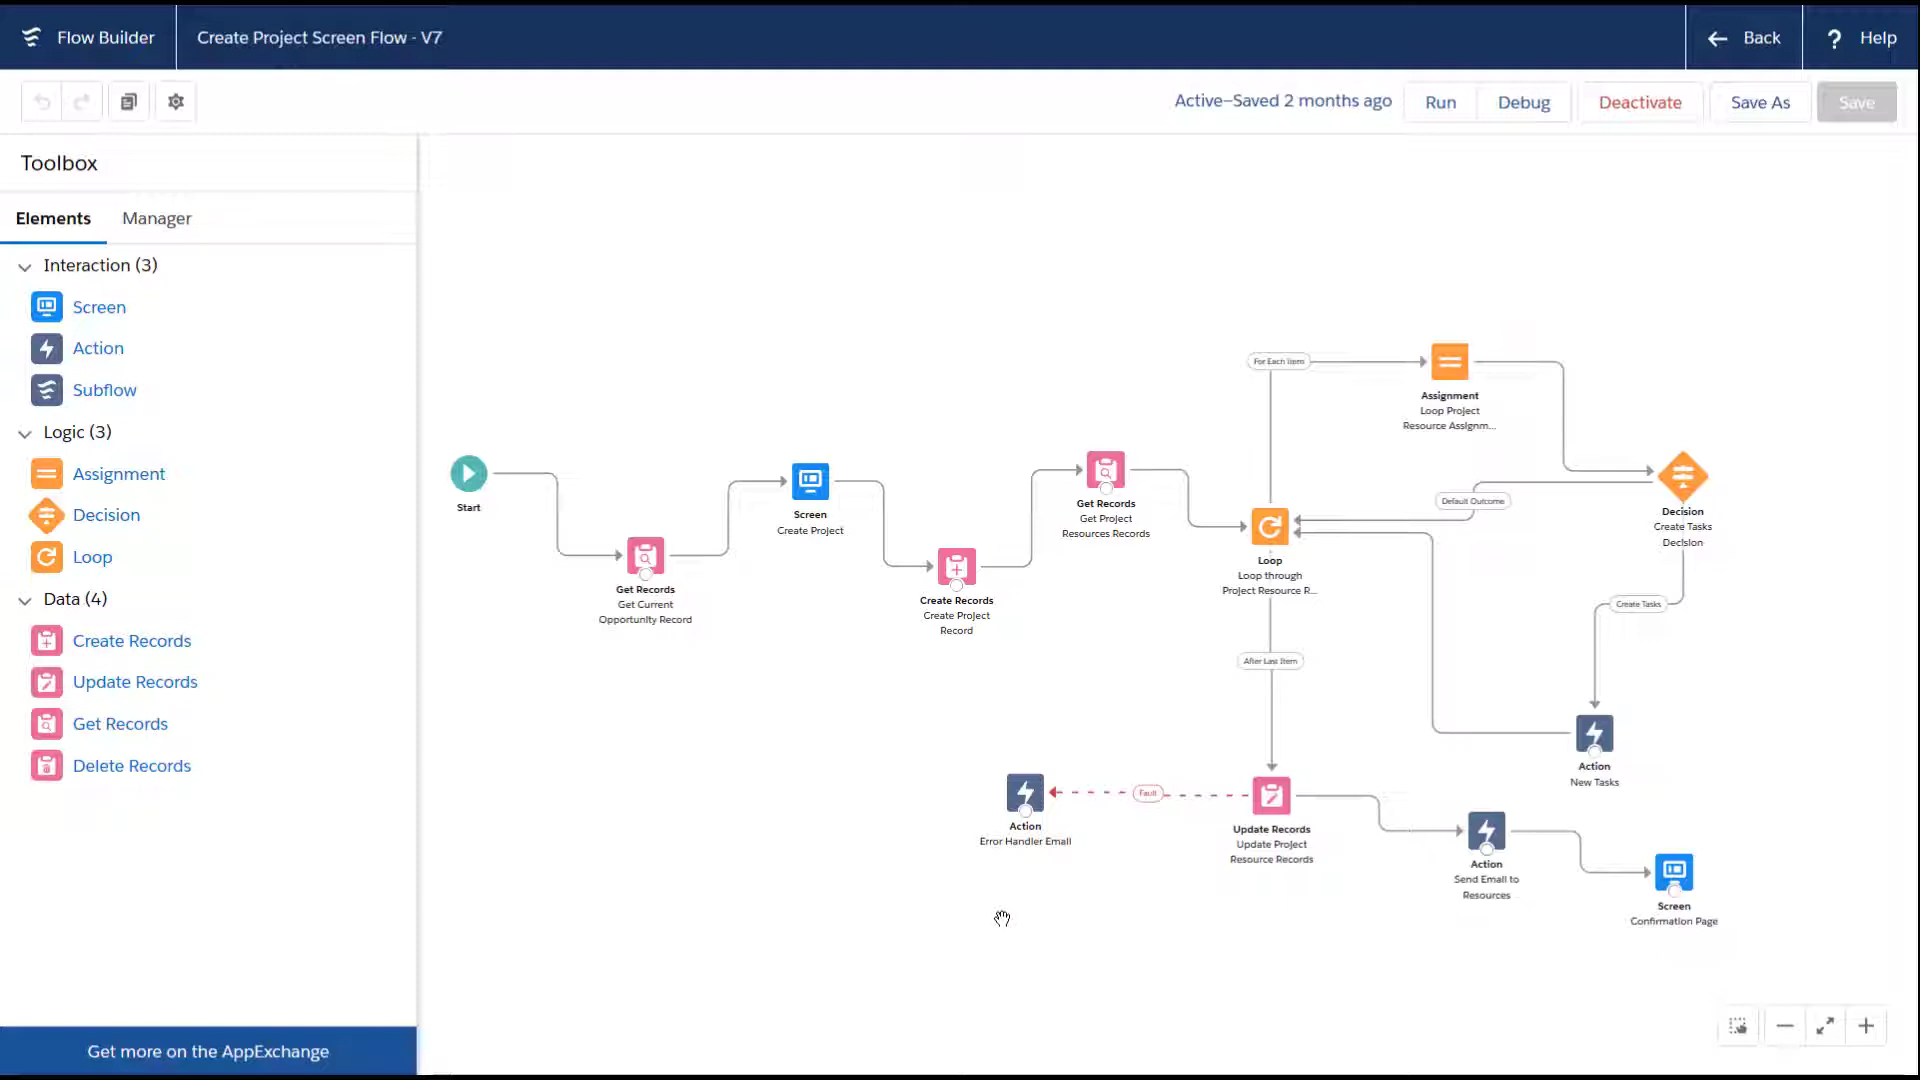 Flow Builder
Create Project Screen Flow - V7
Back
? Help
Active–Saved 2 months ago
Run
Debug
Deactivate
Save As
Save
Toolbox
Elements
Manager
Interaction (3)
Screen
Action
Subflow
Logic (3)
Assignment
Decision
Loop
Data (4)
Create Records
Update Records
Get Records
Delete Records
Get more on the AppExchange
Start
Get Records
Get Current
Opportunity Record
Screen
Create Project
Create Records
Create Project
Record
Get Records
Get Project
Resources Records
For Each Item
Assignment
Loop Project
Resource Assignm...
Loop
Loop through
Project Resource R...
Default Outcome
Decision
Create Tasks
Decision
Create Tasks
After Last Item
Action
New Tasks
Action
Error Handler Email
Fault
Update Records
Update Project
Resource Records
Action
Send Email to
Resources
Screen
Confirmation Page